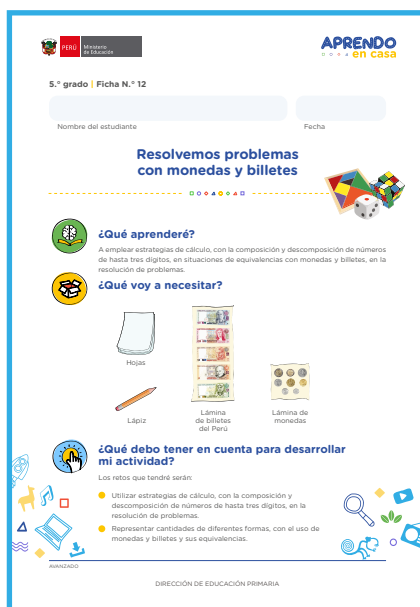 PERÚ
Ministerio
de Educación
APRENDO
en casa
5.° grado | Ficha N.° 12
Nombre del estudiante
Fecha
Resolvemos problemas
con monedas y billetes
¿Qué aprenderé?
A emplear estrategias de cálculo, con la composición y descomposición de números
de hasta tres dígitos, en situaciones de equivalencias con monedas y billetes, en la
resolución de problemas.
¿Qué voy a necesitar?
Hojas
Lápiz
Lámina
de billetes
del Perú
Lámina de
monedas
¿Qué debo tener en cuenta para desarrollar
mi actividad?
Los retos que tendré serán:
Utilizar estrategias de cálculo, con la composición y
descomposición de números de hasta tres dígitos, en la
resolución de problemas.
Representar cantidades de diferentes formas, con el uso de
monedas y billetes y sus equivalencias.
AVANZADO
DIRECCIÓN DE EDUCACIÓN PRIMARIA